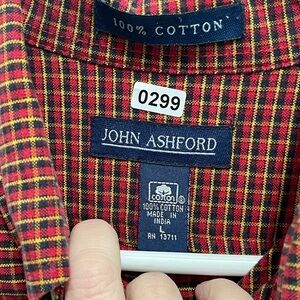 100% COTTON
0299
JOHN ASHFORD
cotton
100% COTTON
MADE IN
INDIA
L
RN 13711